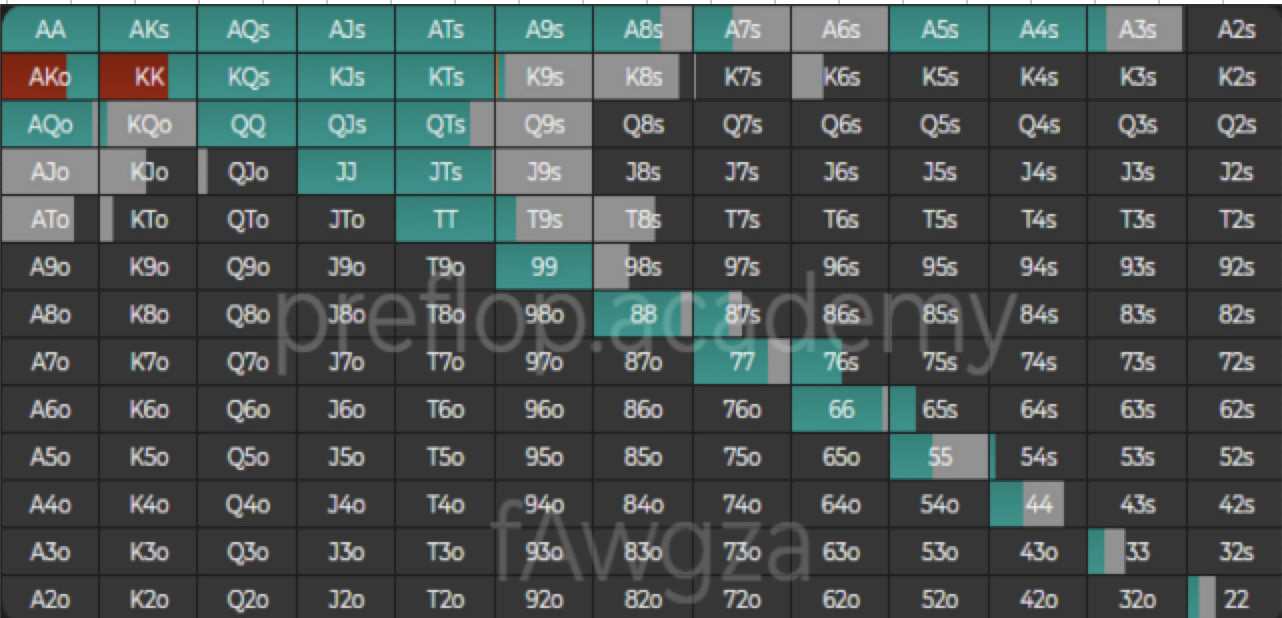 AA AKs AQs AJs ATs A9s A8s A7s A6s A5s A4s A3s A2s
AKo KK KQs KJs KTs K9s K8s K7s K6s K5s K4s K3s K2s
AQo KQo QQ QJs QTs Q9s Q8s Q7s Q6s Q5s Q4s Q3s Q2s
AJo KJo QJo JJ JTs J9s J8s J7s J6s J5s J4s J3s J2s
ATo KTo QTo JTo TT T9s T8s T7s T6s T5s T4s T3s T2s
A9o K9o Q9o J9o T9o 99 98s 97s 96s 95s 94s 93s 92s
A8o K8o Q8o J8o T8o 98o 88 87s 86s 85s 84s 83s 82s
preflop.academy
A7o K7o Q7o J7o T7o 97o 87o 77 76s 75s 74s 73s 72s
A6o K6o Q6o J6o T6o 96o 86o 76o 66 65s 64s 63s 62s
A5o K5o Q5o J5o T5o 95o 85o 75o 65o 55 54s 53s 52s
A4o K4o Q4o J4o T4o 94o 84o 74o 64o 54o 44 43s 42s
fAwgza
A3o K3o Q3o J3o T3o 93o 83o 73o 63o 53o 43o 33 32s
A2o K2o Q2o J2o T2o 92o 82o 72o 62o 52o 42o 32o 22